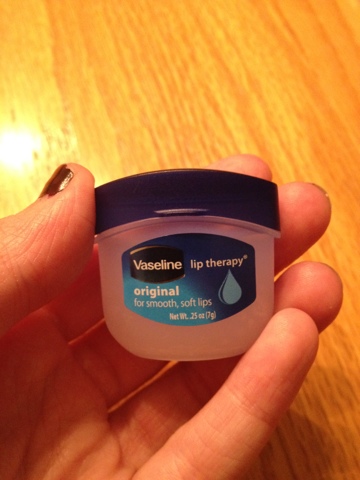 Vaseline lip therapy®
original
for smooth, soft lips
Net Wt. .25 oz (7g)